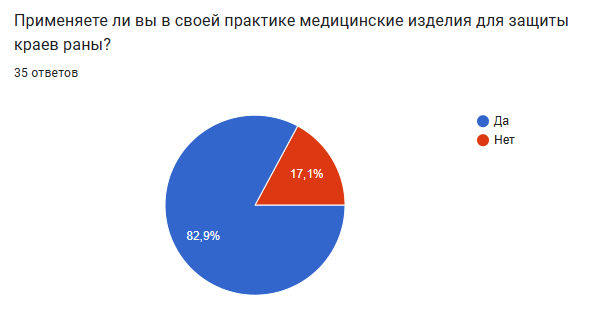 Применяете ли вы в своей практике медицинские изделия для защиты
краев раны?
35 ответов
Да
Нет
17,1%
82,9%